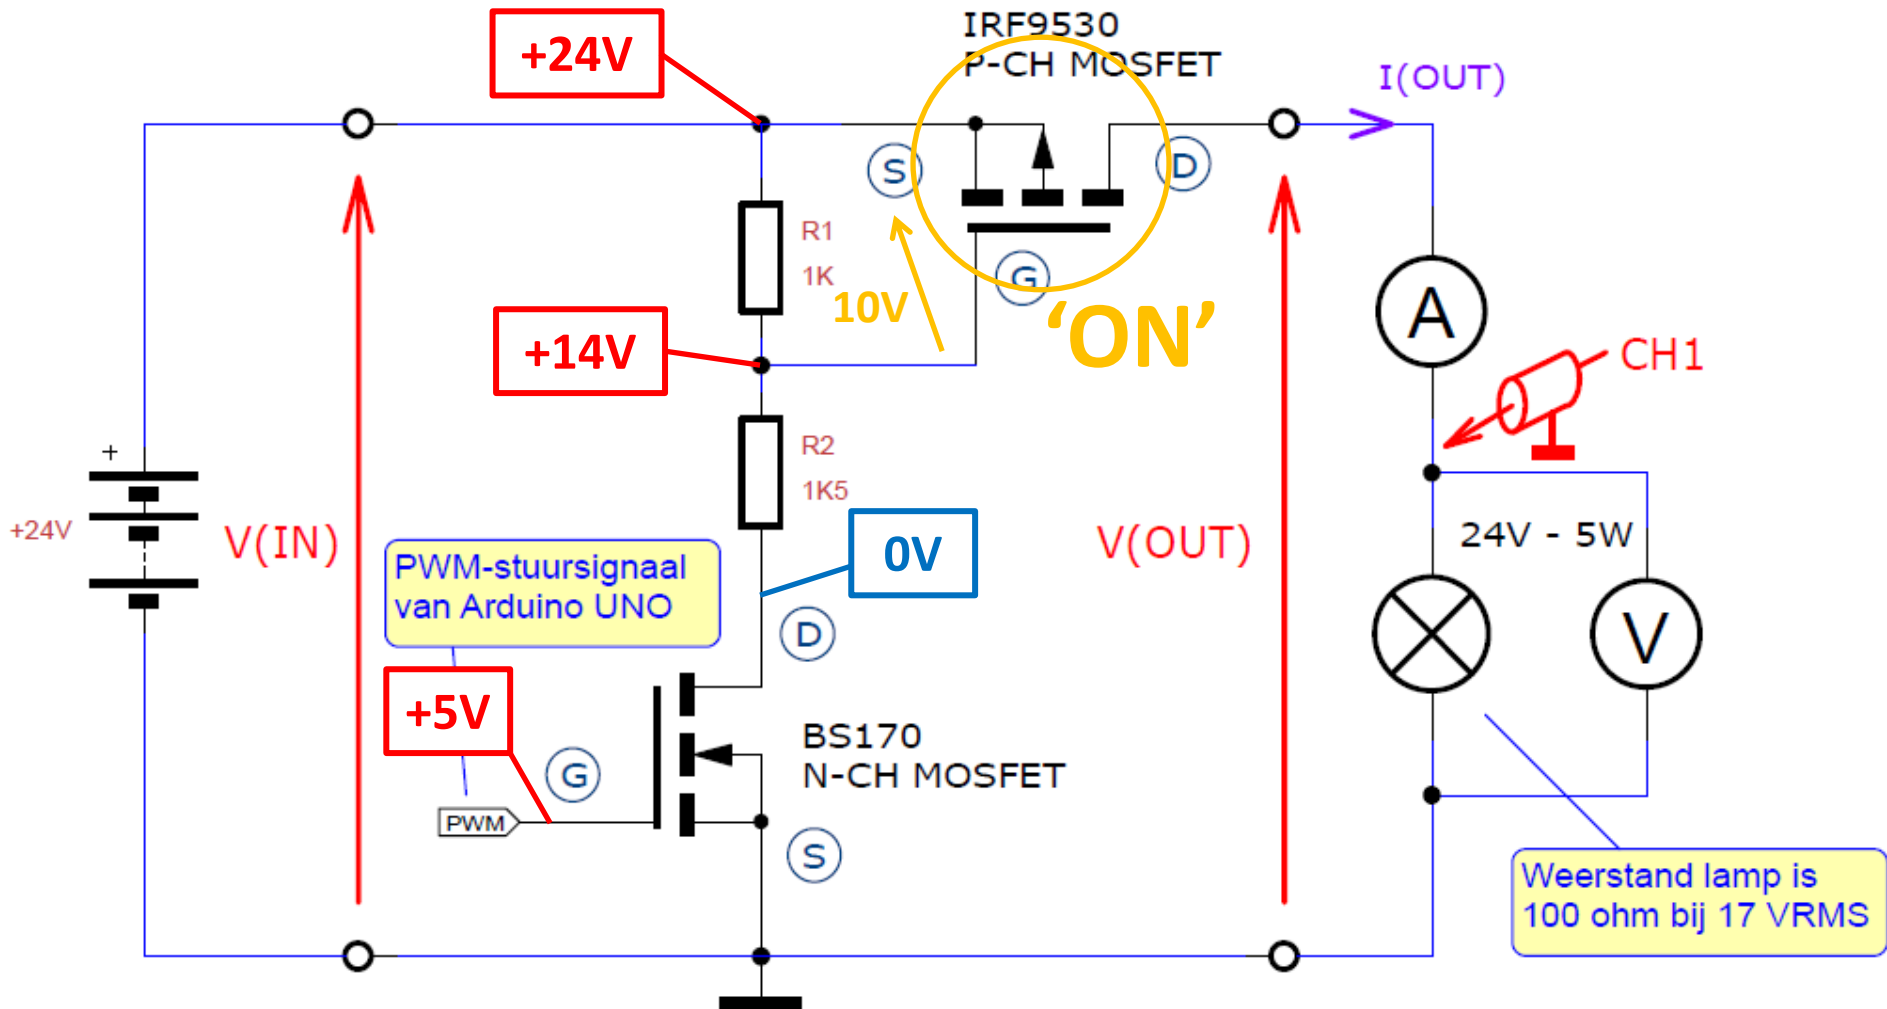 IRF9530
P-CH MOSFET
+24V
I(OUT)
S
D
R1
1K
G
10V
'ON'
+14V
A
CH1
+
R2
1K5
+24V
V(IN)
0V
V(OUT)
24V - 5W
PWM-stuursignaal
van Arduino UNO
D
V
+5V
BS170
N-CH MOSFET
G
PWM
S
Weerstand lamp is
100 ohm bij 17 VRMS